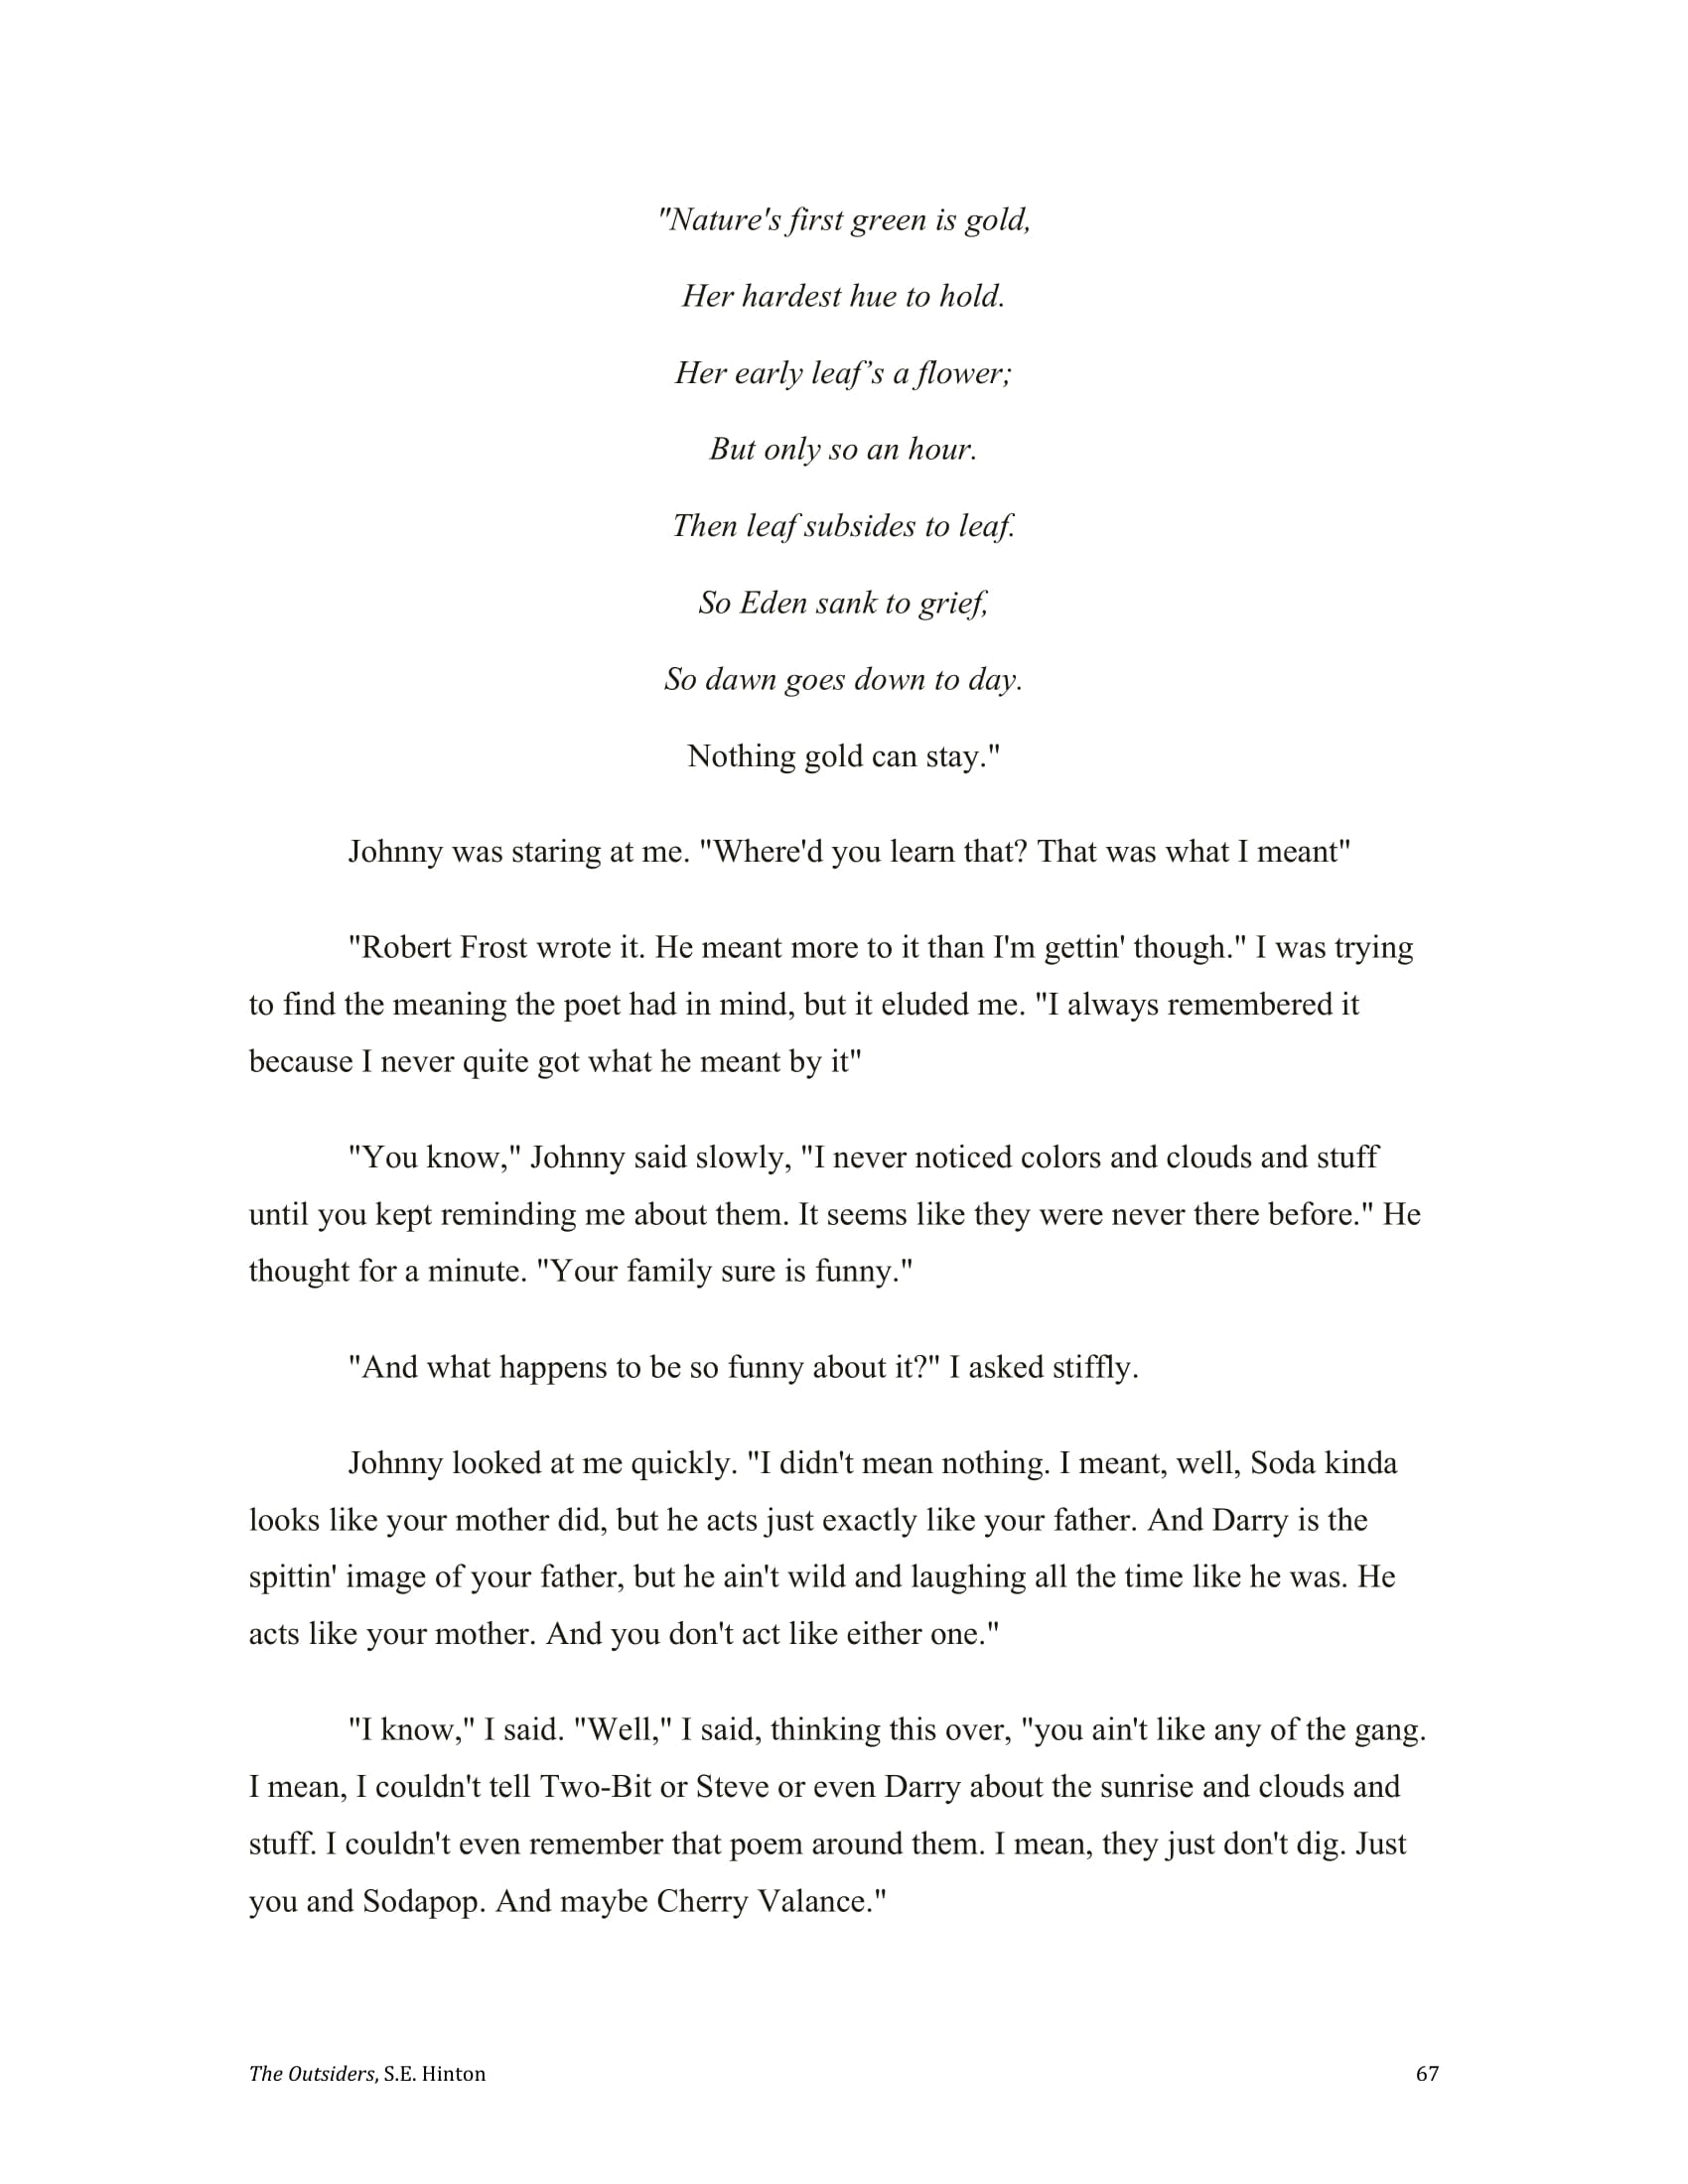 "Nature's first green is gold,
Her hardest hue to hold.
Her early leaf’s a flower;
But only so an hour.
Then leaf subsides to leaf.
So Eden sank to grief,
So dawn goes down to day.
Nothing gold can stay."
Johnny was staring at me. "Where'd you learn that? That was what I meant"
"Robert Frost wrote it. He meant more to it than I'm gettin' though." I was trying
to find the meaning the poet had in mind, but it eluded me. "I always remembered it
because I never quite got what he meant by it"
"You know," Johnny said slowly, "I never noticed colors and clouds and stuff
until you kept reminding me about them. It seems like they were never there before." He
thought for a minute. "Your family sure is funny."
"And what happens to be so funny about it?" I asked stiffly.
Johnny looked at me quickly. "I didn't mean nothing. I meant, well, Soda kinda
looks like your mother did, but he acts just exactly like your father. And Darry is the
spittin' image of your father, but he ain't wild and laughing all the time like he was. He
acts like your mother. And you don't act like either one."
"I know," I said. "Well," I said, thinking this over, "you ain't like any of the gang.
I mean, I couldn't tell Two-Bit or Steve or even Darry about the sunrise and clouds and
stuff. I couldn't even remember that poem around them. I mean, they just don't dig. Just
you and Sodapop. And maybe Cherry Valance."
The Outsiders, S.E. Hinton 67